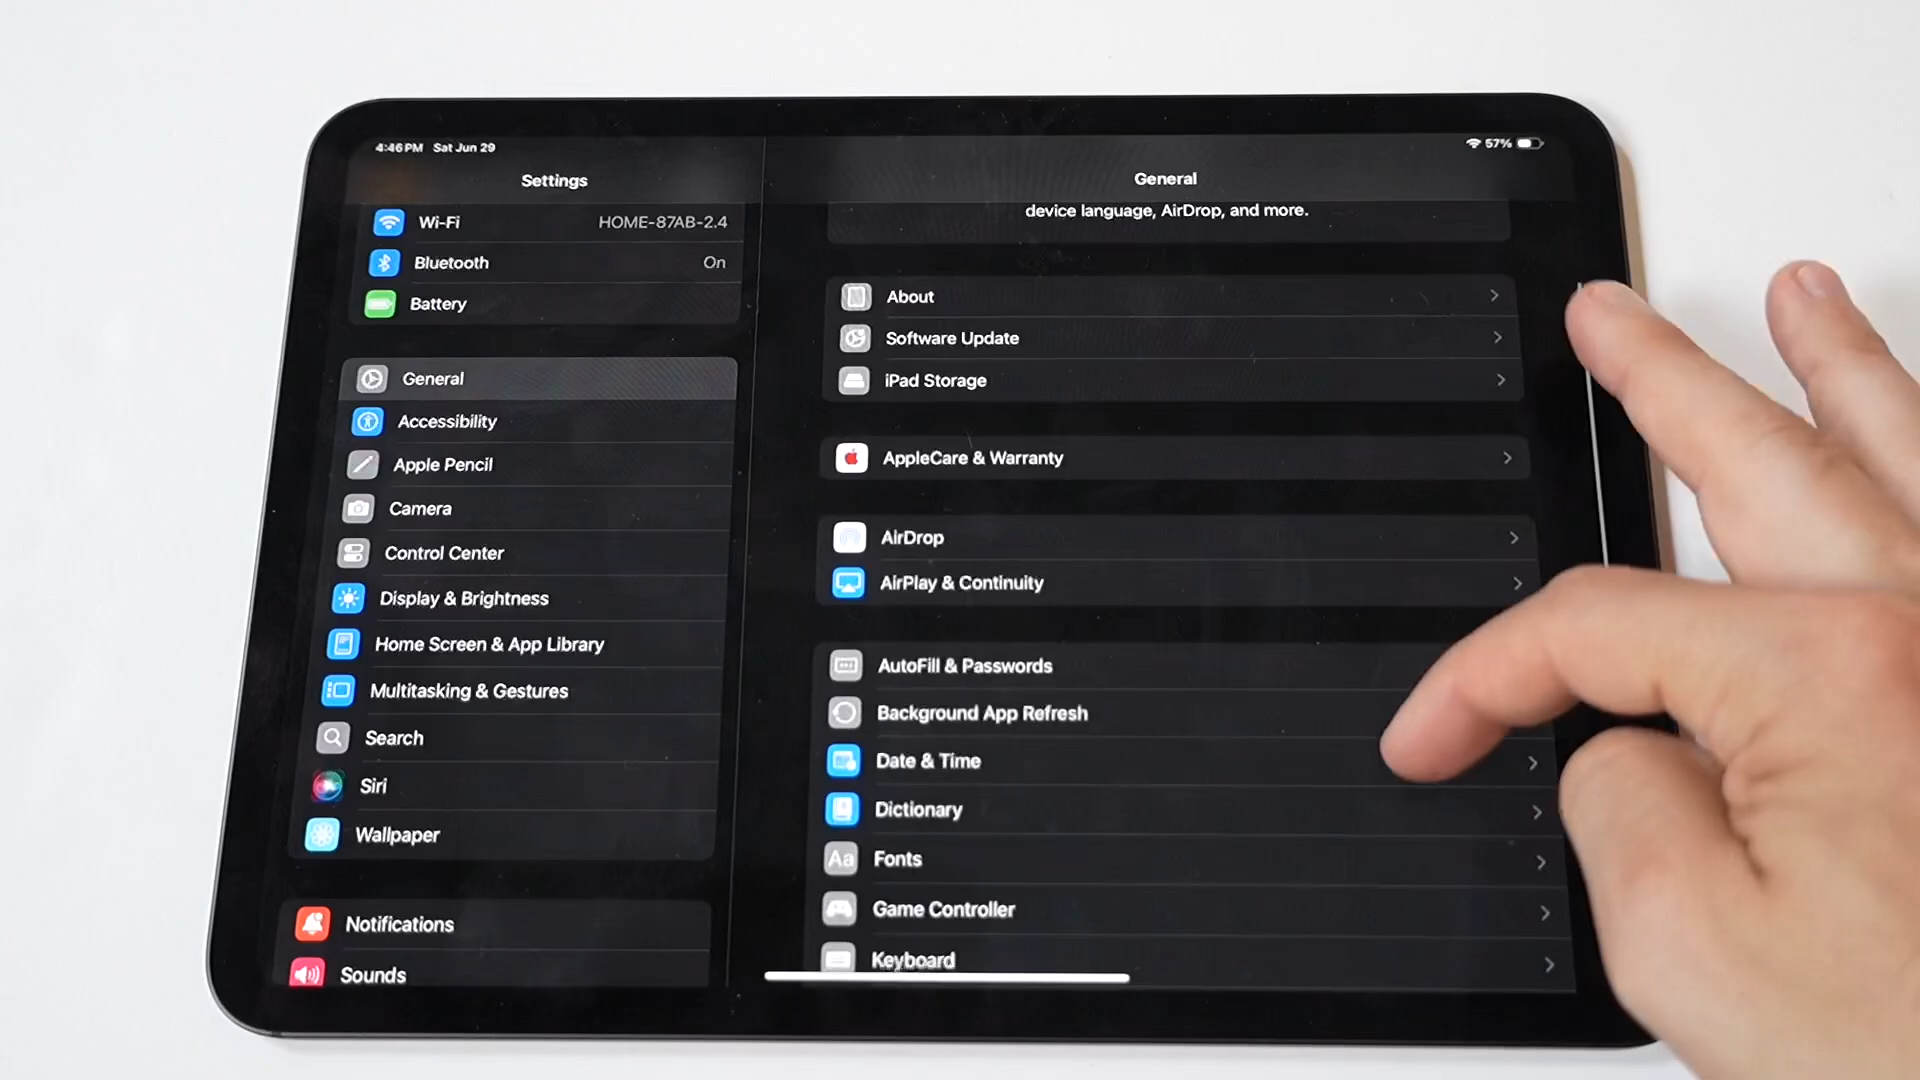 4:46 PM Sat Jun 29
57%
Settings
Wi-Fi HOME-87AB-2.4
Bluetooth On
Battery
General
Accessibility
Apple Pencil
Camera
Control Center
Display & Brightness
Home Screen & App Library
Multitasking & Gestures
Search
Siri
Wallpaper
Notifications
Sounds
General
device language, AirDrop, and more.
About
Software Update
iPad Storage
AppleCare & Warranty
AirDrop
AirPlay & Continuity
AutoFill & Passwords
Background App Refresh
Date & Time
Dictionary
Aa Fonts
Game Controller
Keyboard